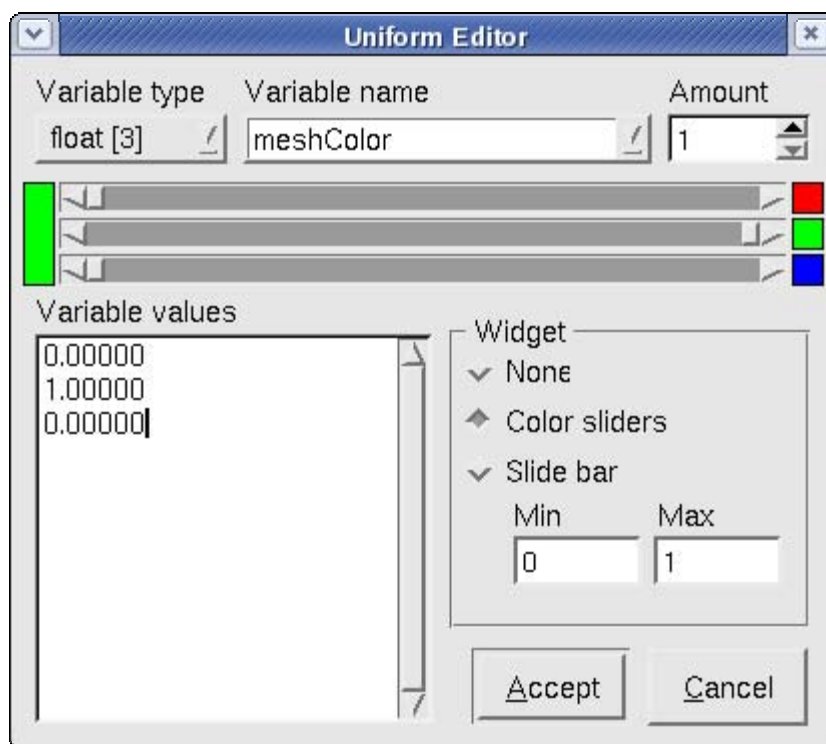 Uniform Editor
Variable type Variable name Amount
float [3] meshColor 1
Variable values
0.00000
1.00000
0.00000
Widget
None
Color sliders
Slide bar
Min Max
0 1
Accept Cancel